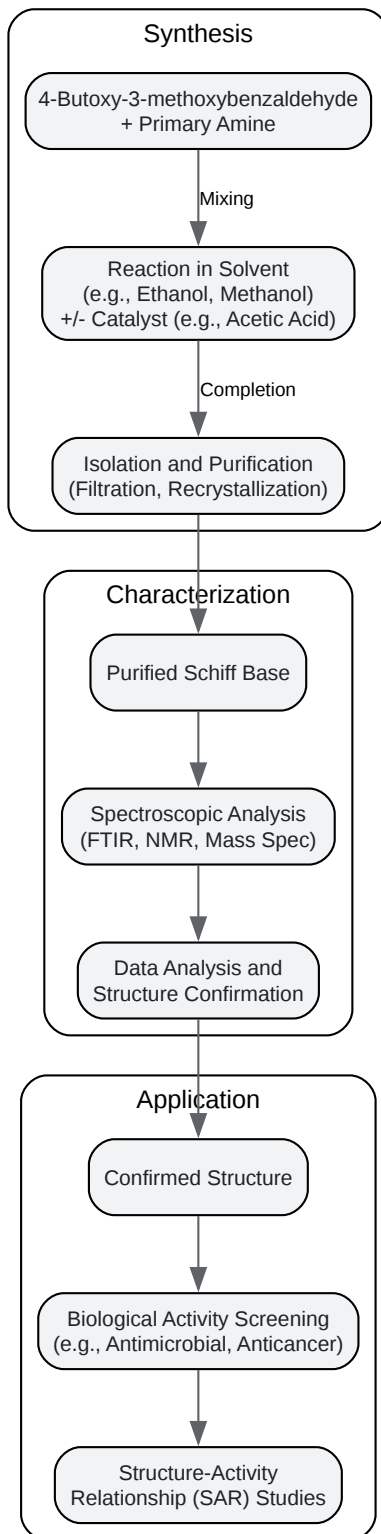 Synthesis
4-Butoxy-3-methoxybenzaldehyde
+ Primary Amine
Mixing
Reaction in Solvent
(e.g., Ethanol, Methanol)
+/- Catalyst (e.g., Acetic Acid)
Completion
Isolation and Purification
(Filtration, Recrystallization)
Characterization
Purified Schiff Base
Spectroscopic Analysis
(FTIR, NMR, Mass Spec)
Data Analysis and
Structure Confirmation
Application
Confirmed Structure
Biological Activity Screening
(e.g., Antimicrobial, Anticancer)
Structure-Activity
Relationship (SAR) Studies